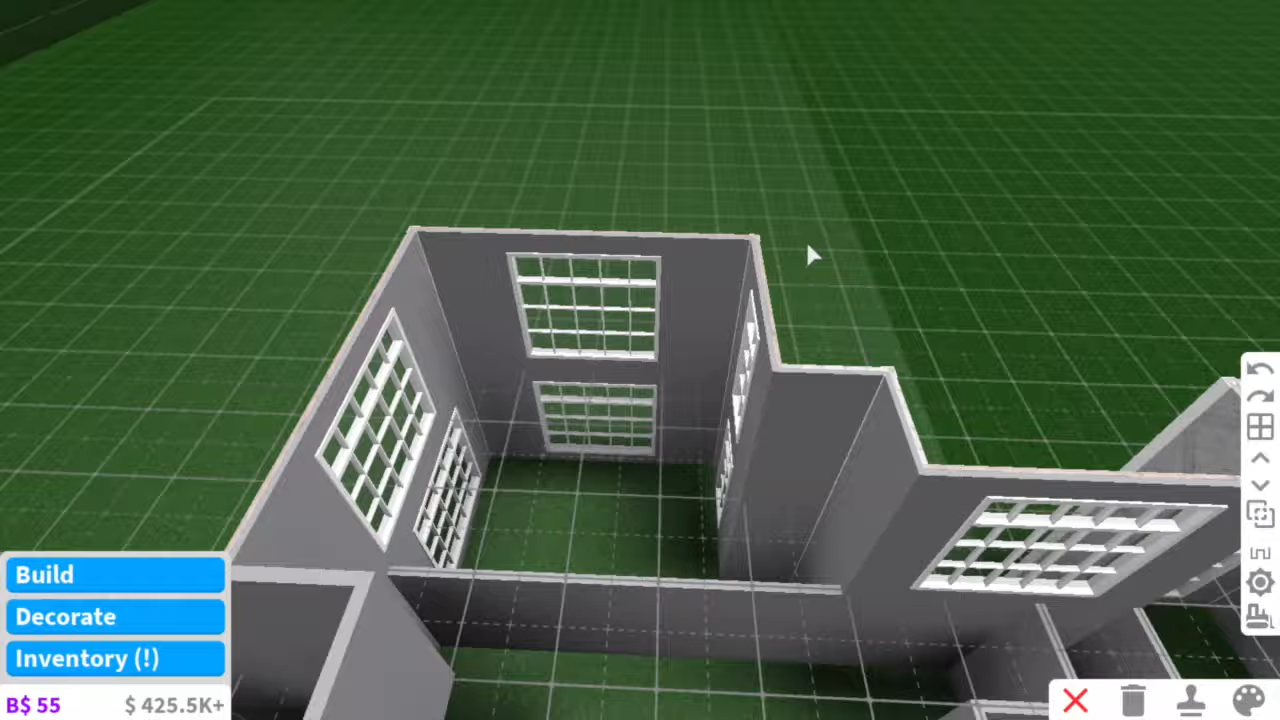 Build
Decorate
Inventory (!)
B$ 55 $ 425.5K+